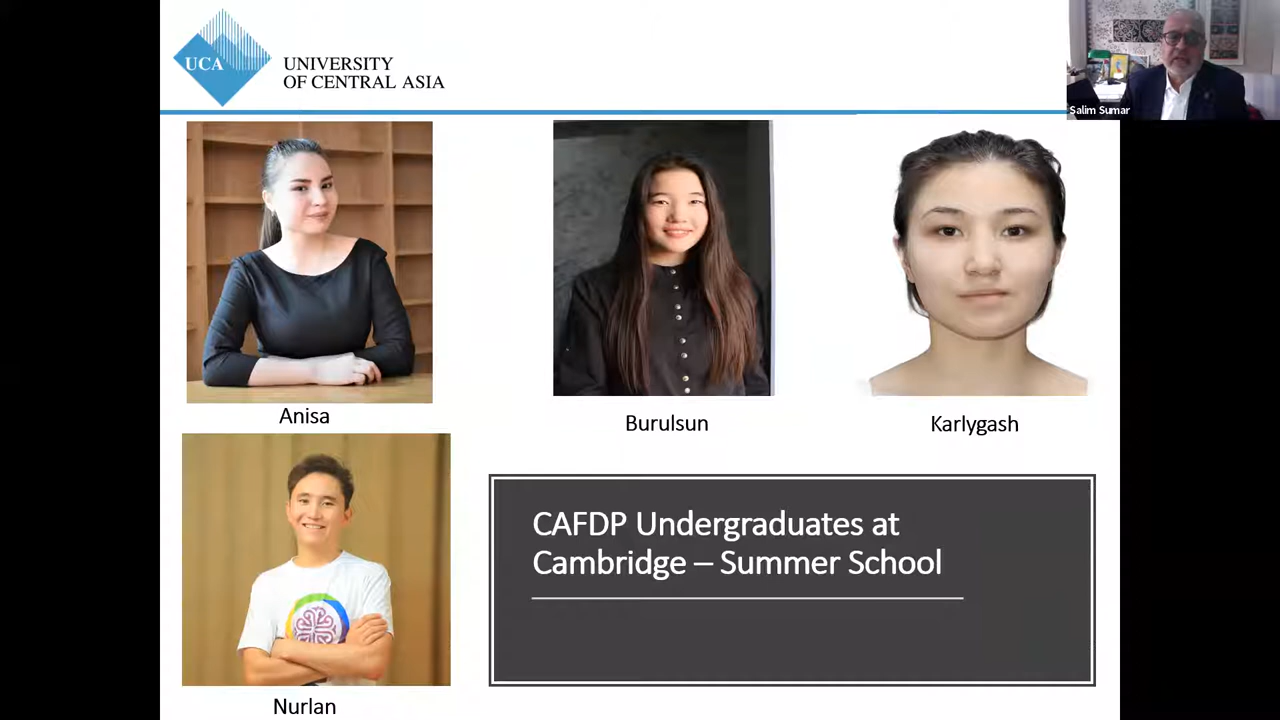 UCA
UNIVERSITY
OF CENTRAL ASIA
Salim Sumar
Anisa
Burulsun
Karlygash
Nurlan
CAFDP Undergraduates at
Cambridge – Summer School